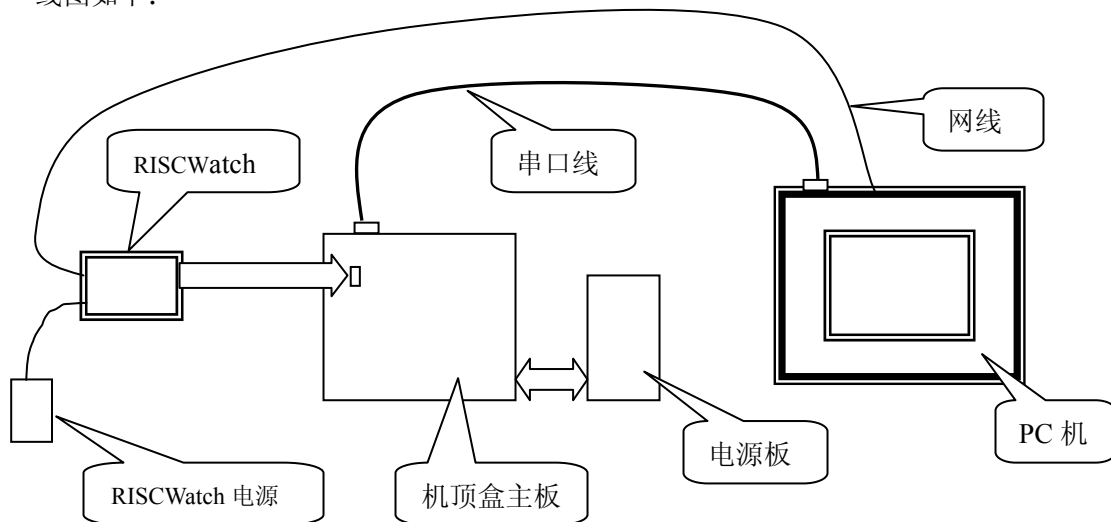 线图如下:
网线
RISCWatch
串口线
PC 机
电源板
RISCWatch 电源
机顶盒主板